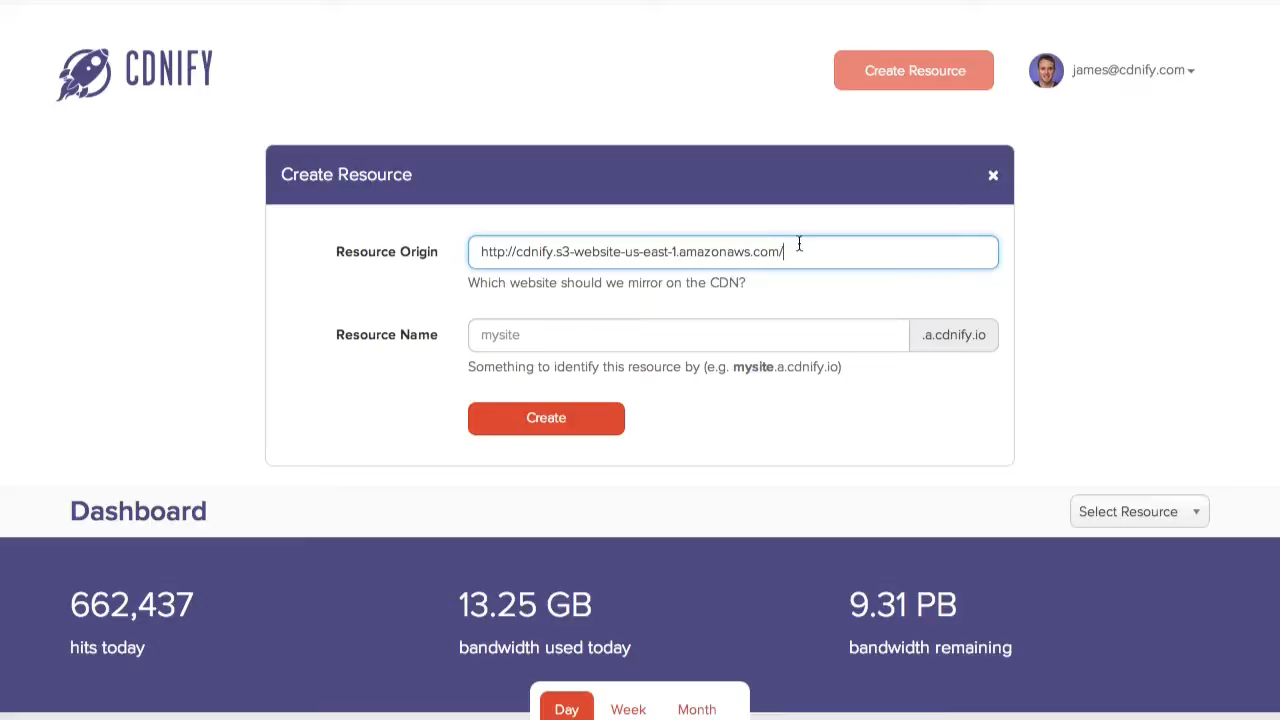 CDNIFY
Create Resource
james@cdnify.com
Create Resource
Resource Origin
http://cdnify.s3-website-us-east-1.amazonaws.com/
Which website should we mirror on the CDN?
Resource Name
mysite
.a.cdnify.io
Something to identify this resource by (e.g. mysite.a.cdnify.io)
Create
Dashboard
Select Resource
662,437
13.25 GB
9.31 PB
hits today
bandwidth used today
bandwidth remaining
Day
Week
Month